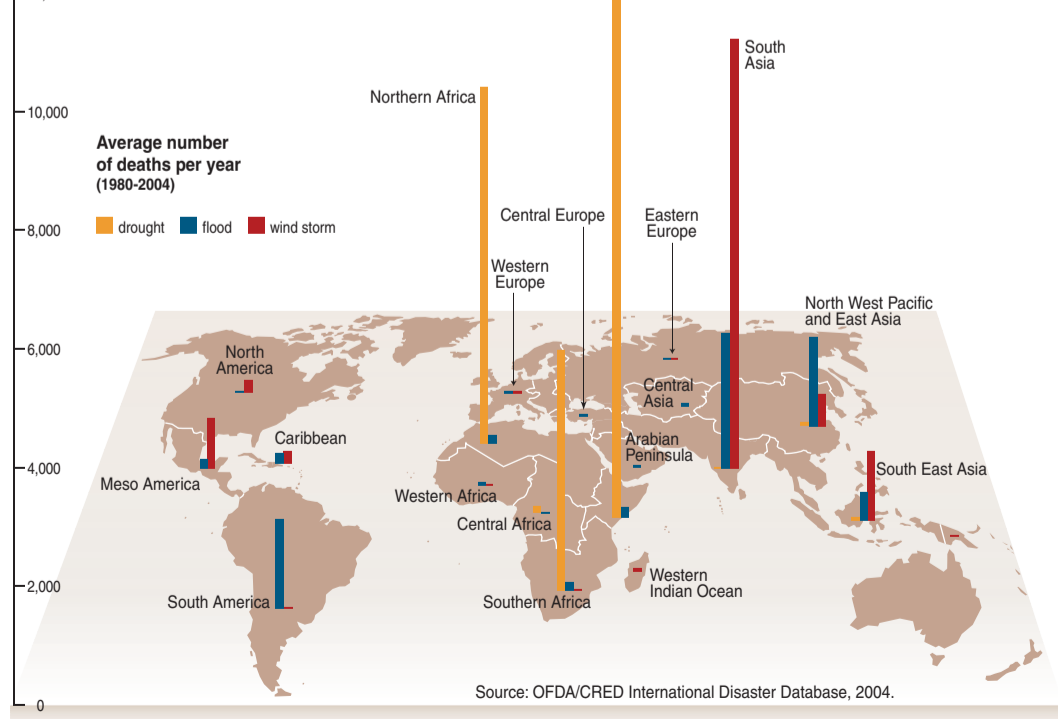 South
Asia
Northern Africa
10,000
Average number
of deaths per year
(1980-2004)
drought
flood
wind storm
8,000
Central Europe
Eastern
Europe
Western
Europe
North West Pacific
and East Asia
6,000
North
America
Central
Asia
Caribbean
Arabian
Peninsula
4,000
South East Asia
Meso America
Western Africa
Central Africa
2,000
Western
Indian Ocean
South America
Southern Africa
Source: OFDA/CRED International Disaster Database, 2004.
0